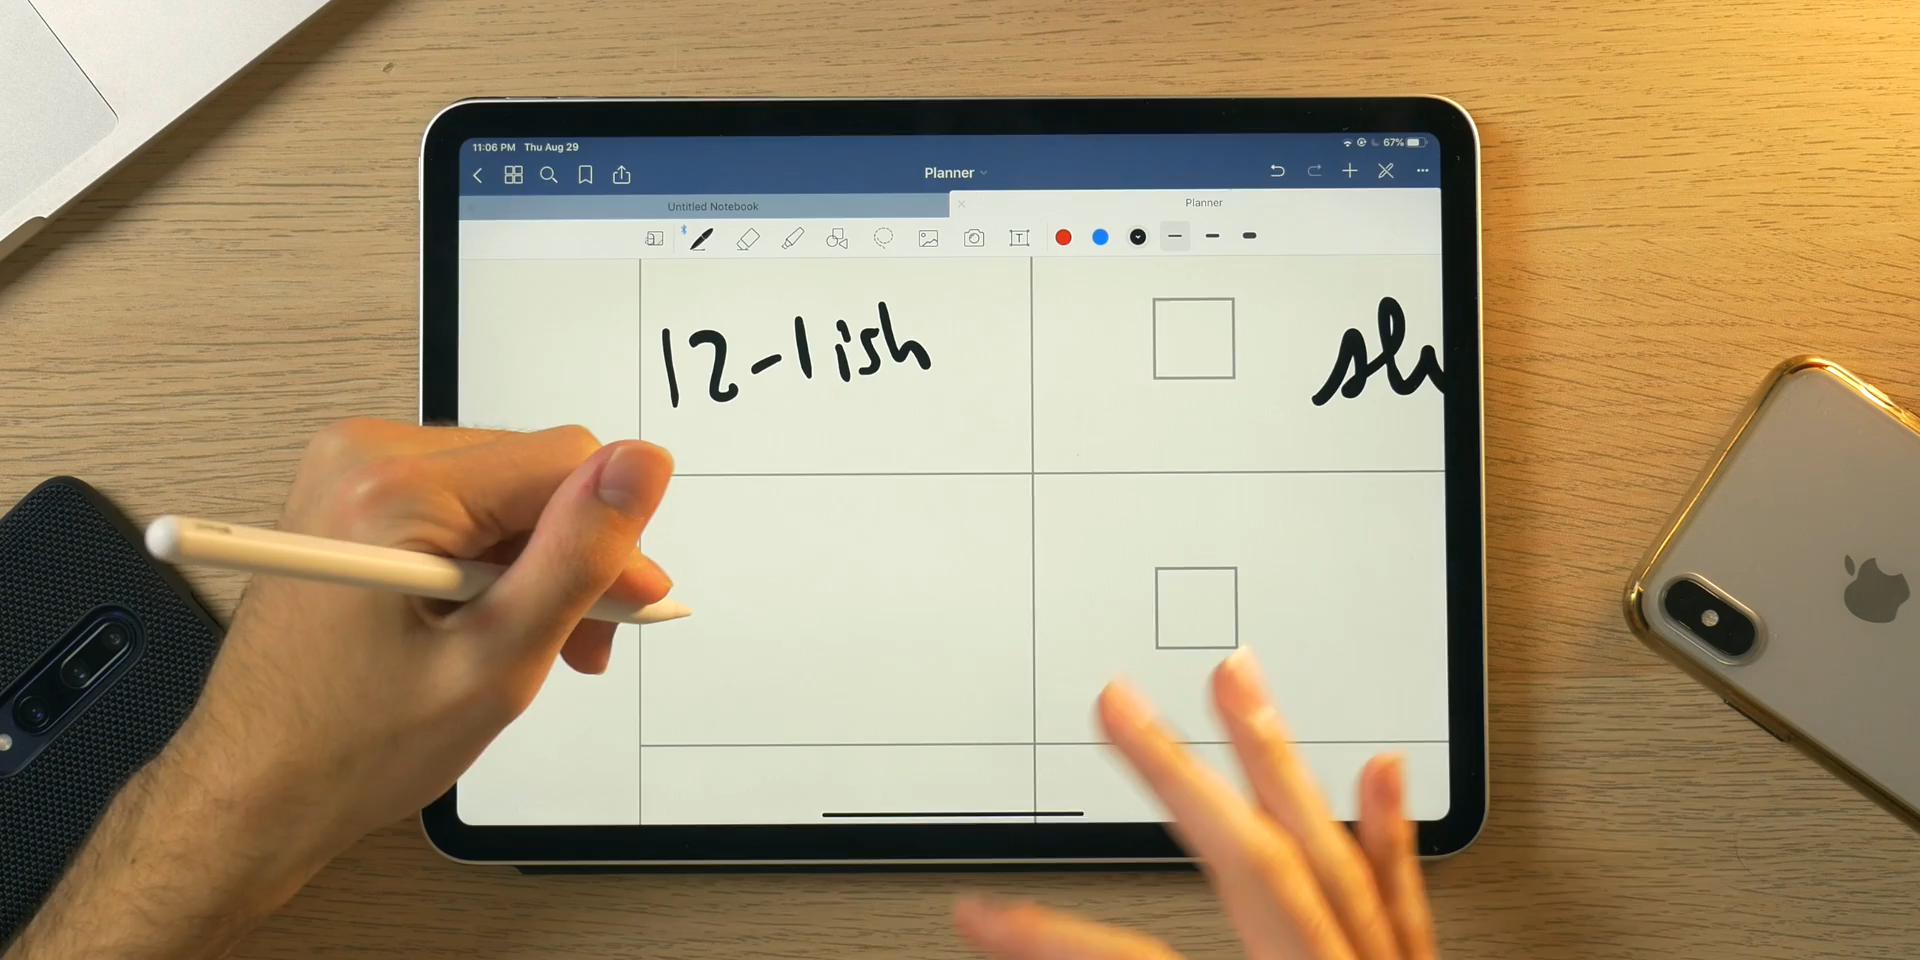 11:06 PM Thu Aug 29
67%
Planner
Untitled Notebook
Planner
T
12-1ish